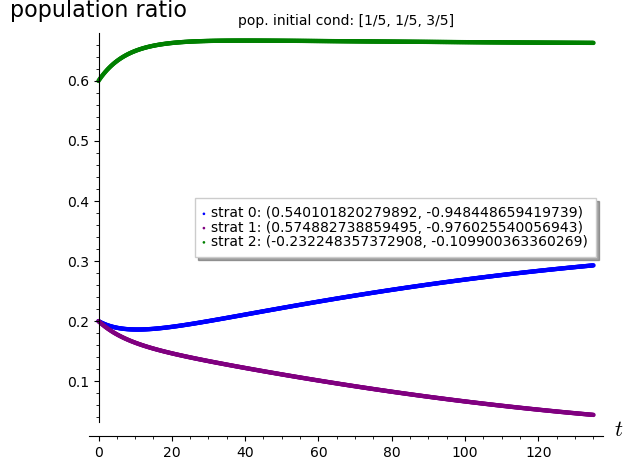 population ratio
pop. initial cond: [1/5, 1/5, 3/5]
0.6
0.5
0.4
strat 0: (0.540101820279892, -0.948448659419739)
strat 1: (0.574882738859495, -0.976025540056943)
strat 2: (-0.232248357372908, -0.109900363360269)
0.3
0.2
0.1
t
0 20 40 60 80 100 120